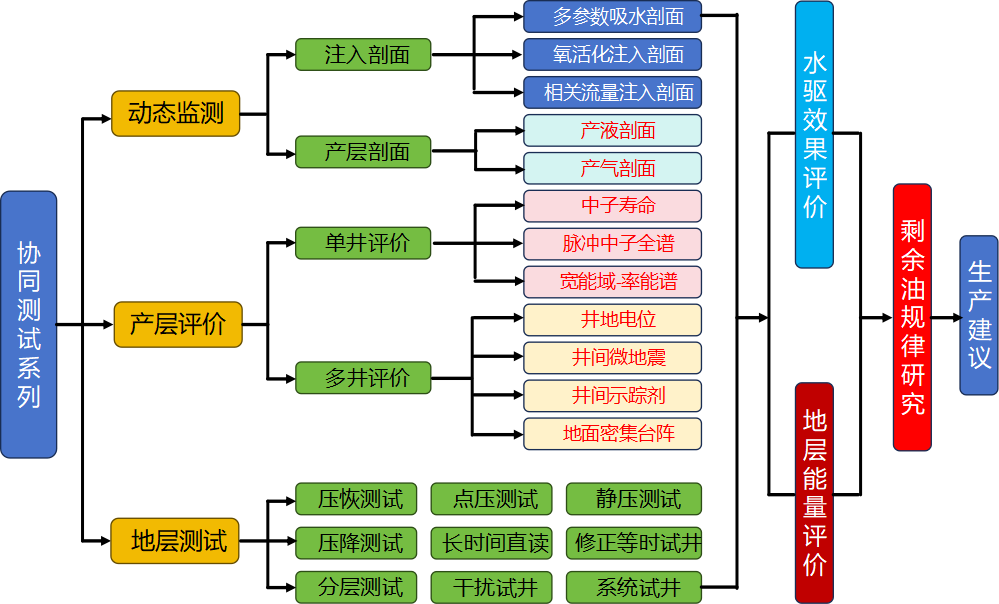 协同测试系列
动态监测
注入剖面
多参数吸水剖面
氧活化注入剖面
相关流量注入剖面
产层剖面
产液剖面
产气剖面
产层评价
单井评价
中子寿命
脉冲中子全谱
宽能域-率能谱
多井评价
井地电位
井间微地震
井间示踪剂
地面密集台阵
地层测试
压恢测试
点压测试
静压测试
压降测试
长时间直读
修正等时试井
分层测试
干扰试井
系统试井
水驱效果评价
地层能量评价
剩余油规律研究
生产建议